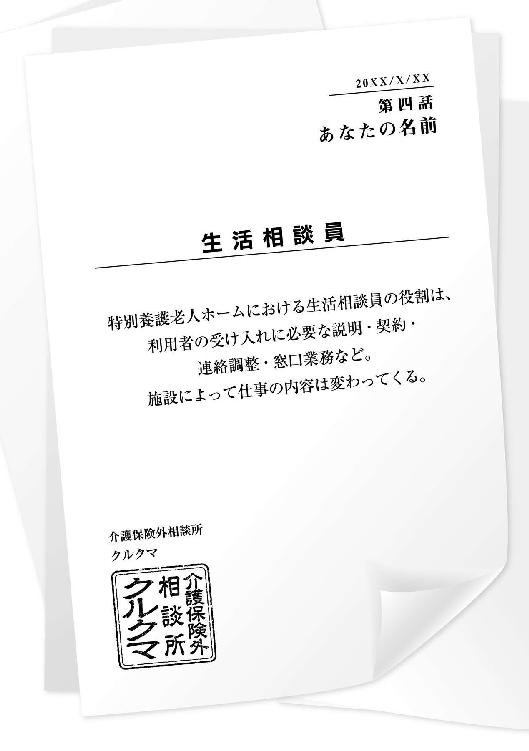 20XX/X/XX
第四話
あなたの名前
生活相談員
特別養護老人ホームにおける生活相談員の役割は、
利用者の受け入れに必要な説明・契約・
連絡調整・窓口業務など。
施設によって仕事の内容は変わってくる。
介護保険外相談所
クルクマ
介護保険外
相談所
クルクマ